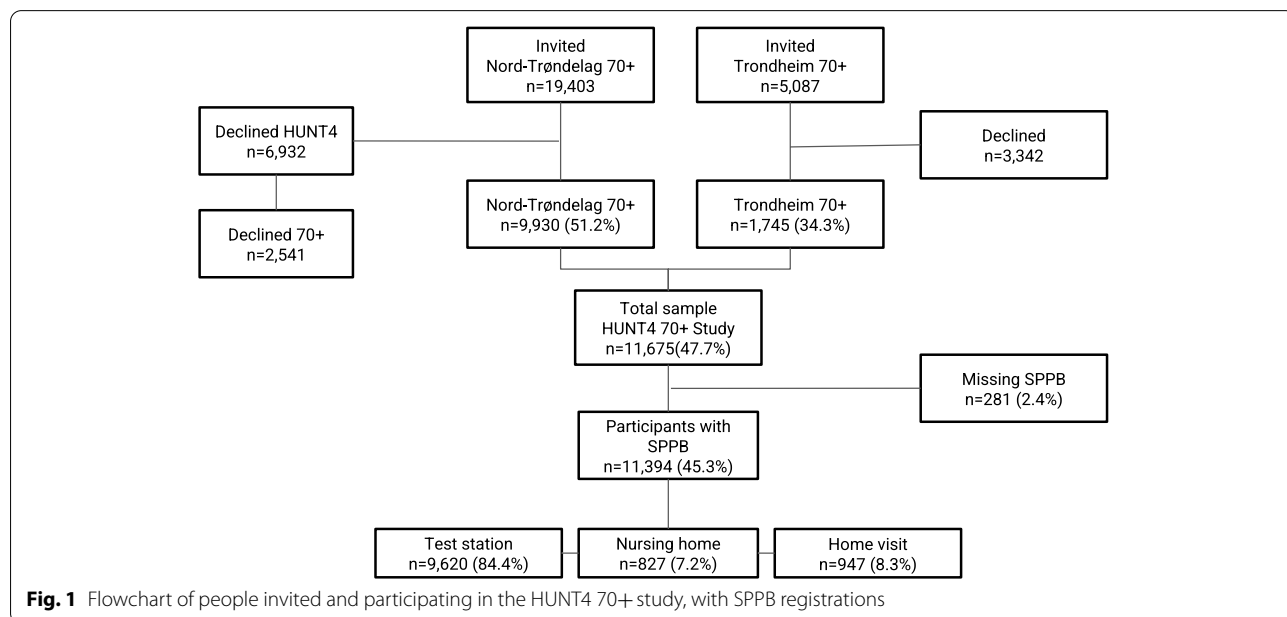 Invited
Nord-Trøndelag 70+
n=19,403
Invited
Trondheim 70+
n=5,087
Declined HUNT4
n=6,932
Declined
n=3,342
Declined 70+
n=2,541
Nord-Trøndelag 70+
n=9,930 (51.2%)
Trondheim 70+
n=1,745 (34.3%)
Total sample
HUNT4 70+ Study
n=11,675(47.7%)
Missing SPPB
n=281 (2.4%)
Participants with
SPPB
n=11,394 (45.3%)
Test station
n=9,620 (84.4%)
Nursing home
n=827 (7.2%)
Home visit
n=947 (8.3%)
Fig. 1 Flowchart of people invited and participating in the HUNT4 70+ study, with SPPB registrations